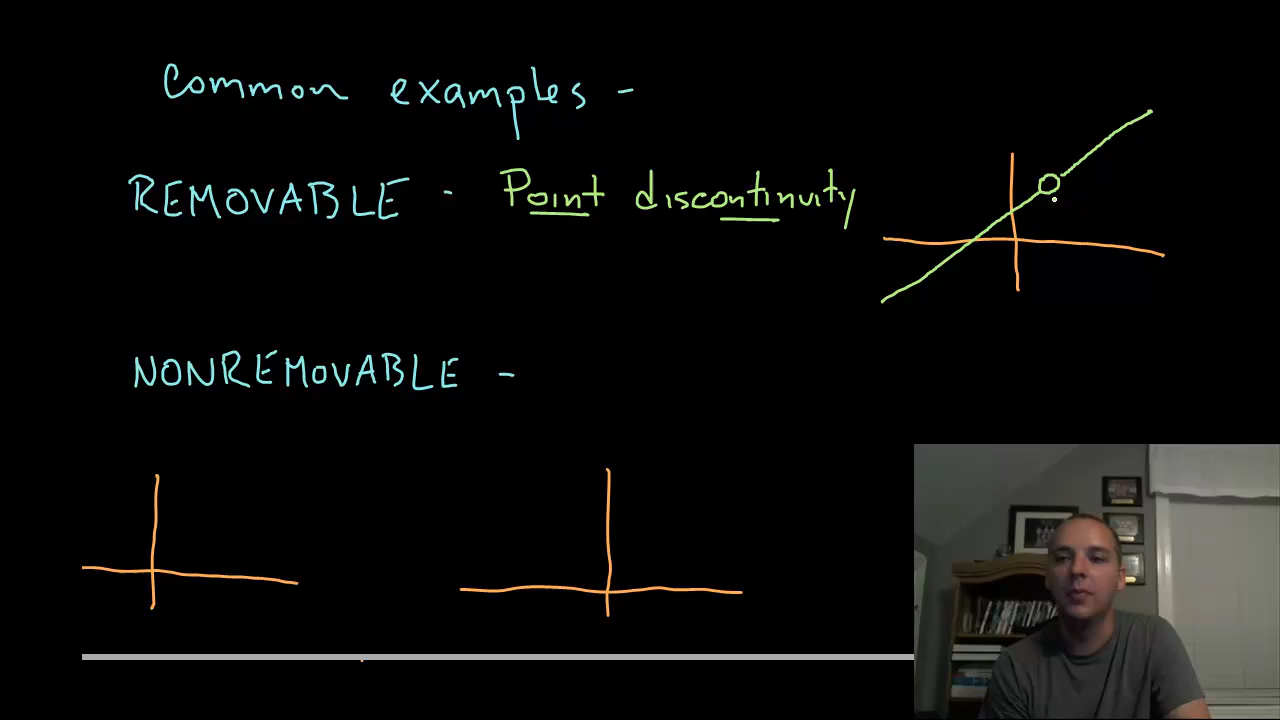 Common examples -
REMOVABLE - Point discontinuity
NONREMOVABLE -